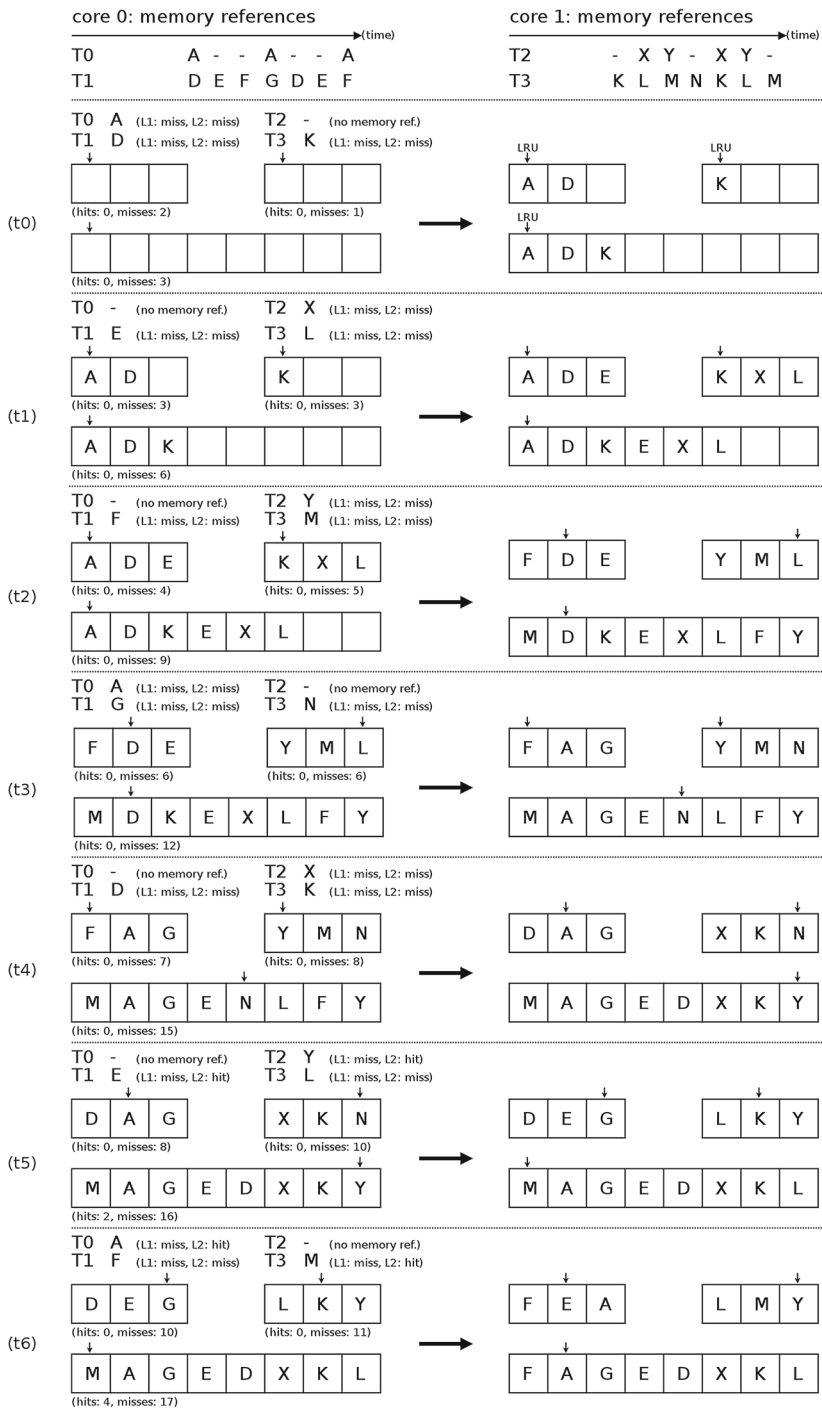 core 0: memory references core 1: memory references
(time) (time)
T0 A - - A - - A T2 - X Y - X Y -
T1 D E F G D E F T3 K L M N K L M
T0 A (L1: miss, L2: miss) T2 - (no memory ref.)
T1 D (L1: miss, L2: miss) T3 K (L1: miss, L2: miss)
LRU LRU
A D K
(hits: 0, misses: 2) (hits: 0, misses: 1)
(t0) LRU
A D K
(hits: 0, misses: 3)
T0 - (no memory ref.) T2 X (L1: miss, L2: miss)
T1 E (L1: miss, L2: miss) T3 L (L1: miss, L2: miss)
A D K A D E K X L
(hits: 0, misses: 3) (hits: 0, misses: 3)
(t1)
A D K A D K E X L
(hits: 0, misses: 6)
T0 - (no memory ref.) T2 Y (L1: miss, L2: miss)
T1 F (L1: miss, L2: miss) T3 M (L1: miss, L2: miss)
A D E K X L F D E Y M L
(hits: 0, misses: 4) (hits: 0, misses: 5)
(t2)
A D K E X L M D K E X L F Y
(hits: 0, misses: 9)
T0 A (L1: miss, L2: miss) T2 - (no memory ref.)
T1 G (L1: miss, L2: miss) T3 N (L1: miss, L2: miss)
F D E Y M L F A G Y M N
(hits: 0, misses: 6) (hits: 0, misses: 6)
(t3)
M D K E X L F Y M A G E N L F Y
(hits: 0, misses: 12)
T0 - (no memory ref.) T2 X (L1: miss, L2: miss)
T1 D (L1: miss, L2: miss) T3 K (L1: miss, L2: miss)
F A G Y M N D A G X K N
(hits: 0, misses: 7) (hits: 0, misses: 8)
(t4)
M A G E N L F Y M A G E D X K Y
(hits: 0, misses: 15)
T0 - (no memory ref.) T2 Y (L1: miss, L2: hit)
T1 E (L1: miss, L2: hit) T3 L (L1: miss, L2: miss)
D A G X K N D E G L K Y
(hits: 0, misses: 8) (hits: 0, misses: 10)
(t5)
M A G E D X K Y M A G E D X K L
(hits: 2, misses: 16)
T0 A (L1: miss, L2: hit) T2 - (no memory ref.)
T1 F (L1: miss, L2: miss) T3 M (L1: miss, L2: hit)
D E G L K Y F E A L M Y
(hits: 0, misses: 10) (hits: 0, misses: 11)
(t6)
M A G E D X K L F A G E D X K L
(hits: 4, misses: 17)